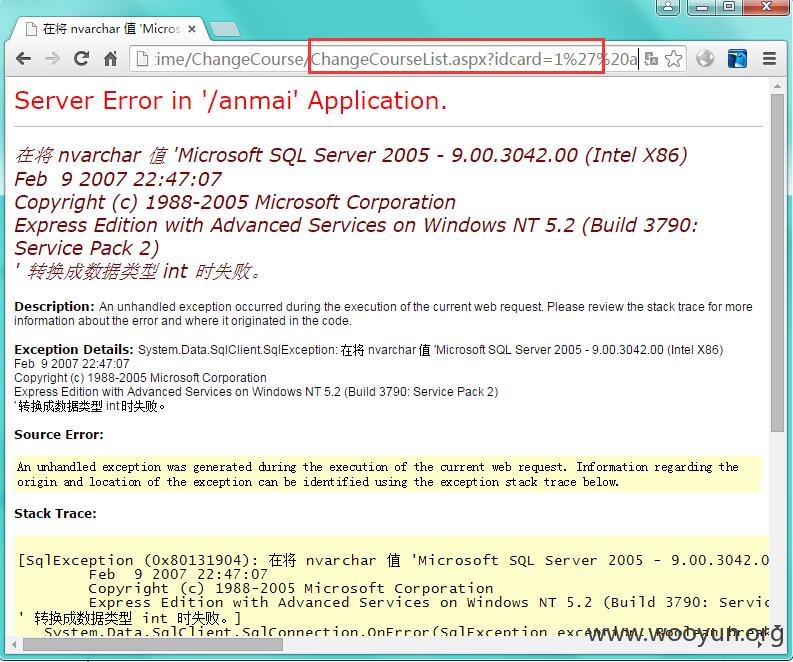 在将 nvarchar 值 'Micros
:ime/ChangeCourse/ChangeCourseList.aspx?idcard=1%27%20a
Server Error in '/anmai' Application.
在将 nvarchar 值 'Microsoft SQL Server 2005 - 9.00.3042.00 (Intel X86)
Feb  9 2007 22:47:07
Copyright (c) 1988-2005 Microsoft Corporation
Express Edition with Advanced Services on Windows NT 5.2 (Build 3790:
Service Pack 2)
' 转换成数据类型 int 时失败。
Description: An unhandled exception occurred during the execution of the current web request. Please review the stack trace for more
information about the error and where it originated in the code.
Exception Details: System.Data.SqlClient.SqlException: 在将 nvarchar 值 'Microsoft SQL Server 2005 - 9.00.3042.00 (Intel X86)
Feb  9 2007 22:47:07
Copyright (c) 1988-2005 Microsoft Corporation
Express Edition with Advanced Services on Windows NT 5.2 (Build 3790: Service Pack 2)
' 转换成数据类型 int 时失败。
Source Error:
An unhandled exception was generated during the execution of the current web request. Information regarding the
origin and location of the exception can be identified using the exception stack trace below.
Stack Trace:
[SqlException (0x80131904): 在将 nvarchar 值 'Microsoft SQL Server 2005 - 9.00.3042.0
Feb  9 2007 22:47:07
Copyright (c) 1988-2005 Microsoft Corporation
Express Edition with Advanced Services on Windows NT 5.2 (Build 3790: Servic
' 转换成数据类型 int 时失败。]
System.Data.SqlClient.SqlConnection.OnError(SqlException exception, Boolean break
www.wooyun.org